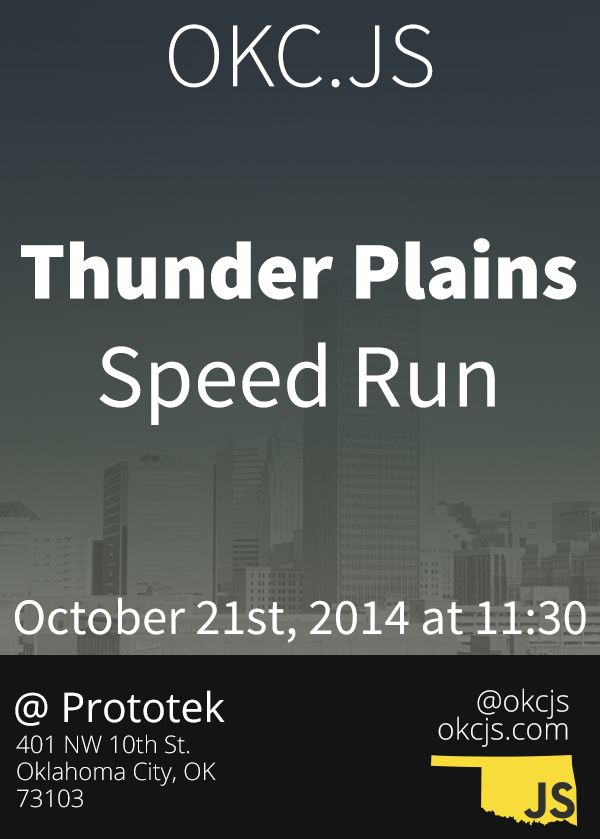 OKC.JS
Thunder Plains
Speed Run
October 21st, 2014 at 11:30
@ Prototek
401 NW 10th St.
Oklahoma City, OK
73103
@okcjs
okcjs.com
JS